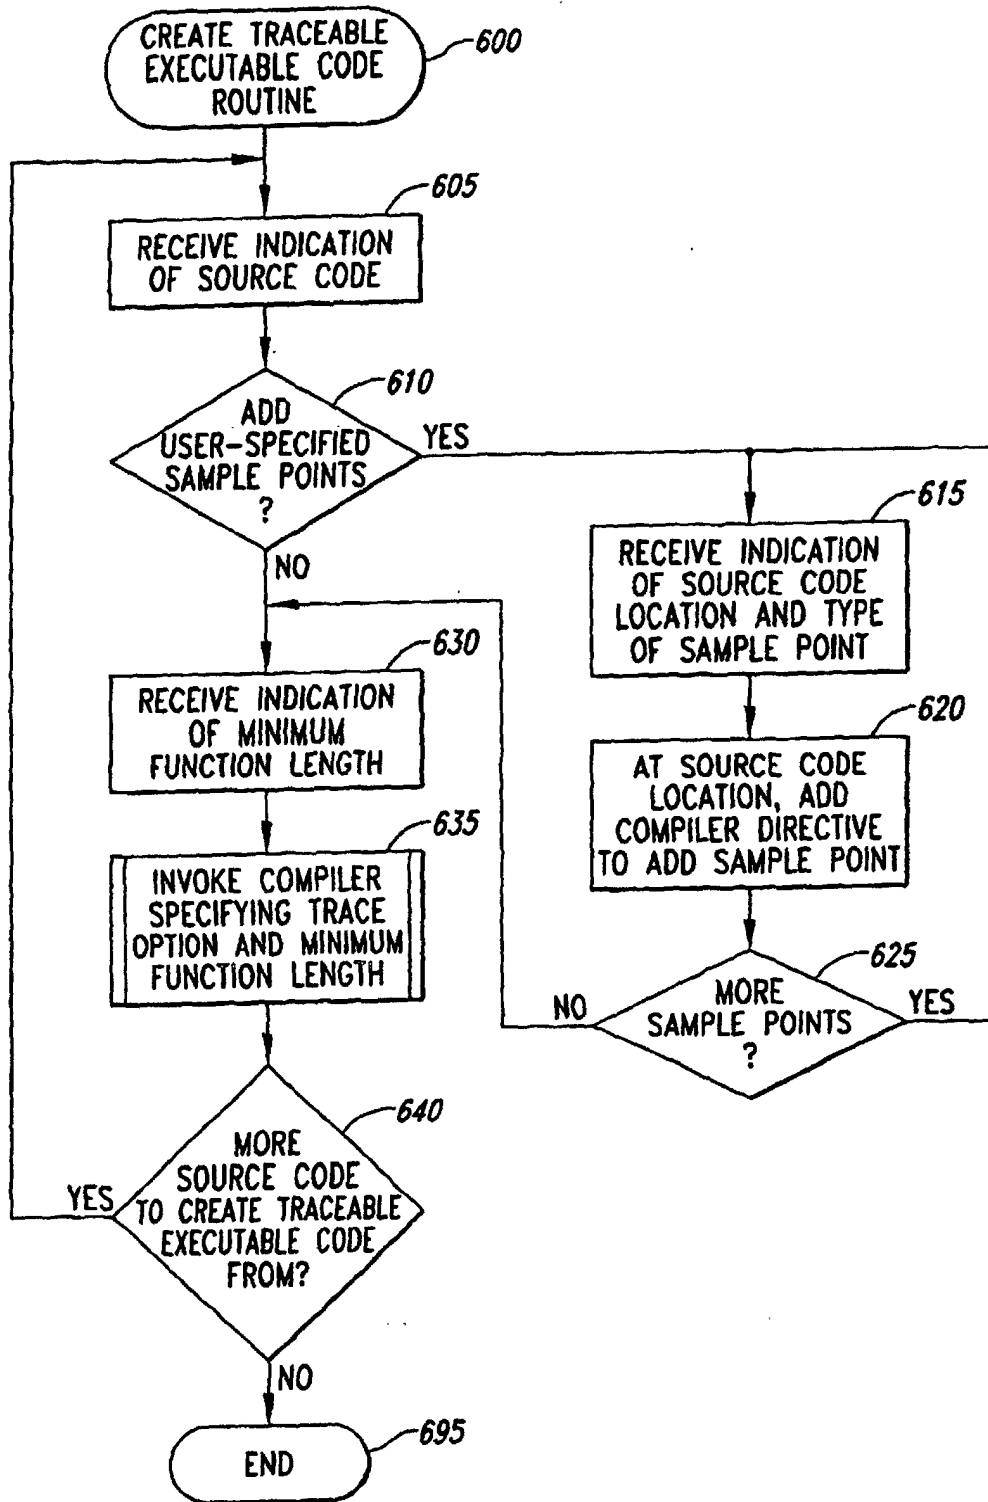 CREATE TRACEABLE
EXECUTABLE CODE
ROUTINE
600
605
RECEIVE INDICATION
OF SOURCE CODE
610
ADD
USER-SPECIFIED
SAMPLE POINTS
?
YES
NO
615
RECEIVE INDICATION
OF SOURCE CODE
LOCATION AND TYPE
OF SAMPLE POINT
620
AT SOURCE CODE
LOCATION, ADD
COMPILER DIRECTIVE
TO ADD SAMPLE POINT
625
MORE
SAMPLE POINTS
?
NO
YES
630
RECEIVE INDICATION
OF MINIMUM
FUNCTION LENGTH
635
INVOKE COMPILER
SPECIFYING TRACE
OPTION AND MINIMUM
FUNCTION LENGTH
640
MORE
SOURCE CODE
TO CREATE TRACEABLE
EXECUTABLE CODE
FROM?
YES
NO
695
END